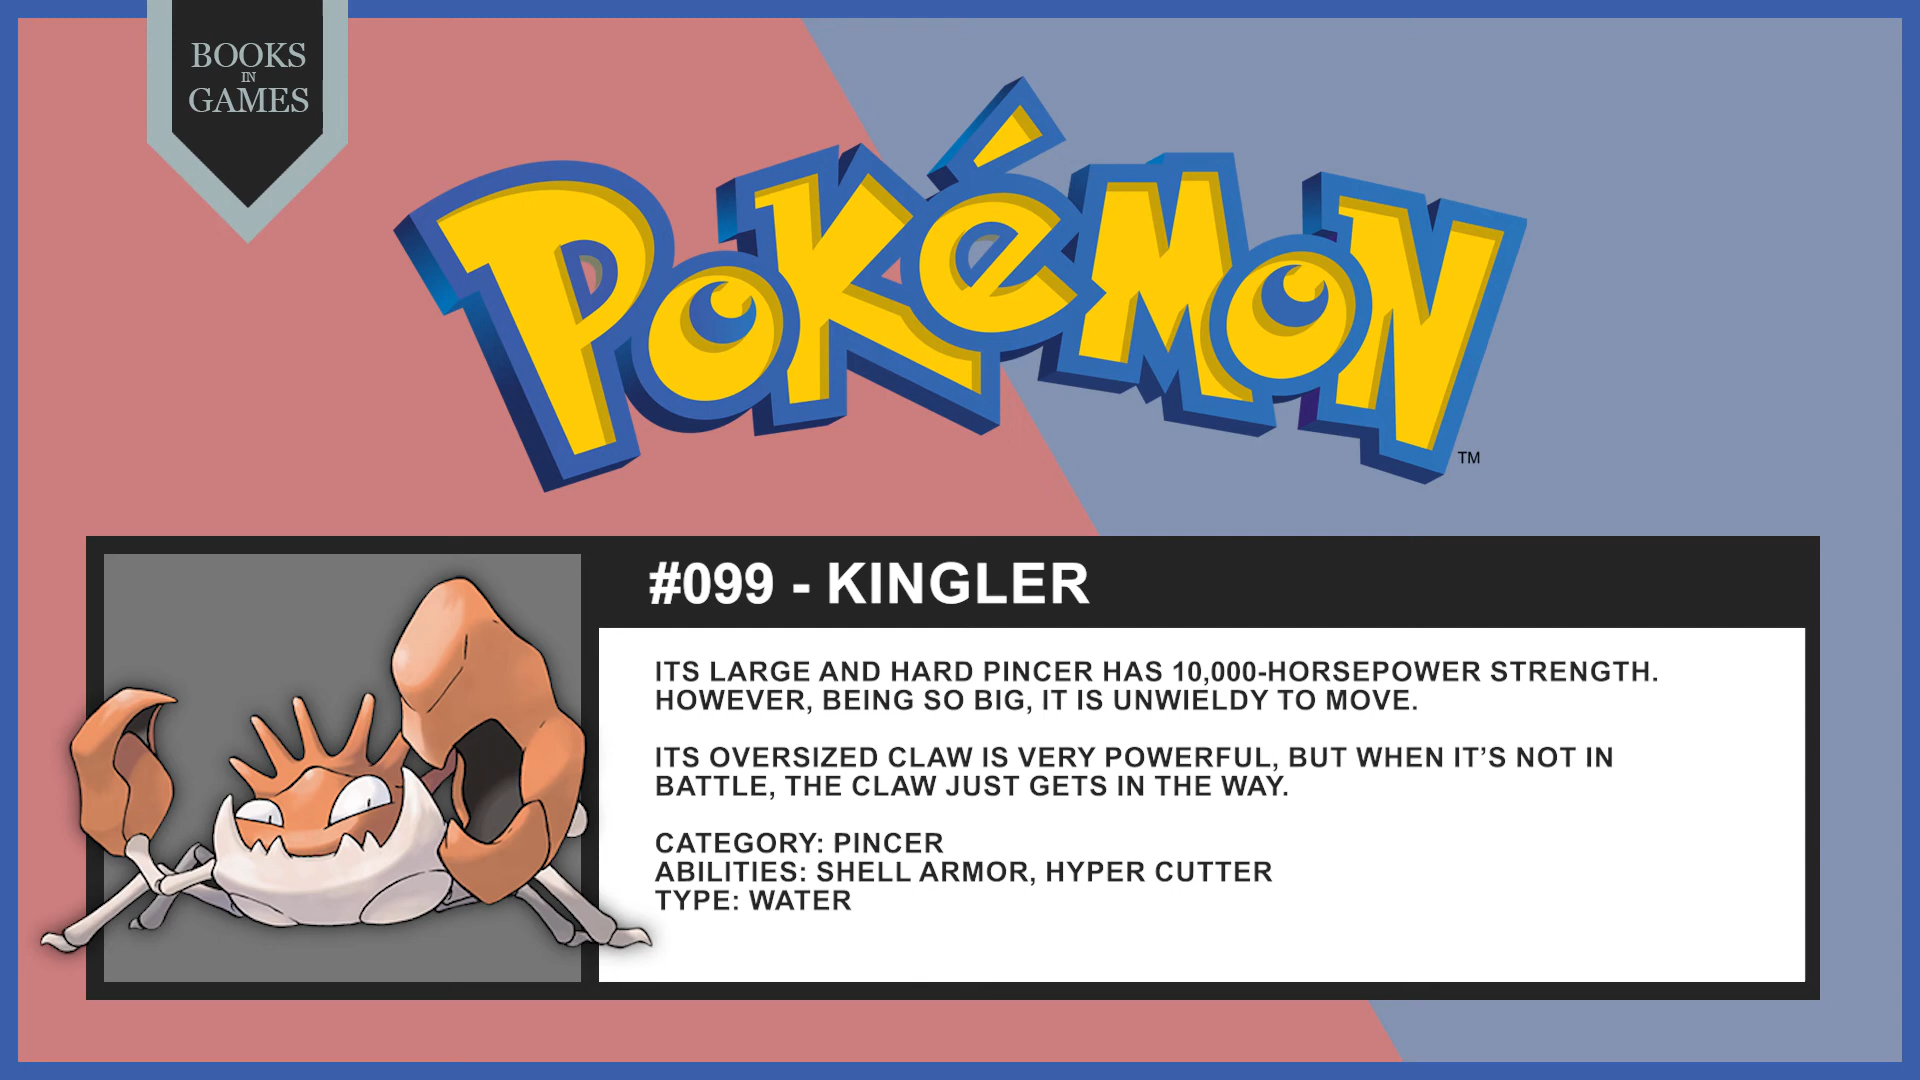 BOOKS
IN
GAMES
POKéMON
TM
#099 - KINGLER
ITS LARGE AND HARD PINCER HAS 10,000-HORSEPOWER STRENGTH.
HOWEVER, BEING SO BIG, IT IS UNWIELDY TO MOVE.
ITS OVERSIZED CLAW IS VERY POWERFUL, BUT WHEN IT’S NOT IN
BATTLE, THE CLAW JUST GETS IN THE WAY.
CATEGORY: PINCER
ABILITIES: SHELL ARMOR, HYPER CUTTER
TYPE: WATER